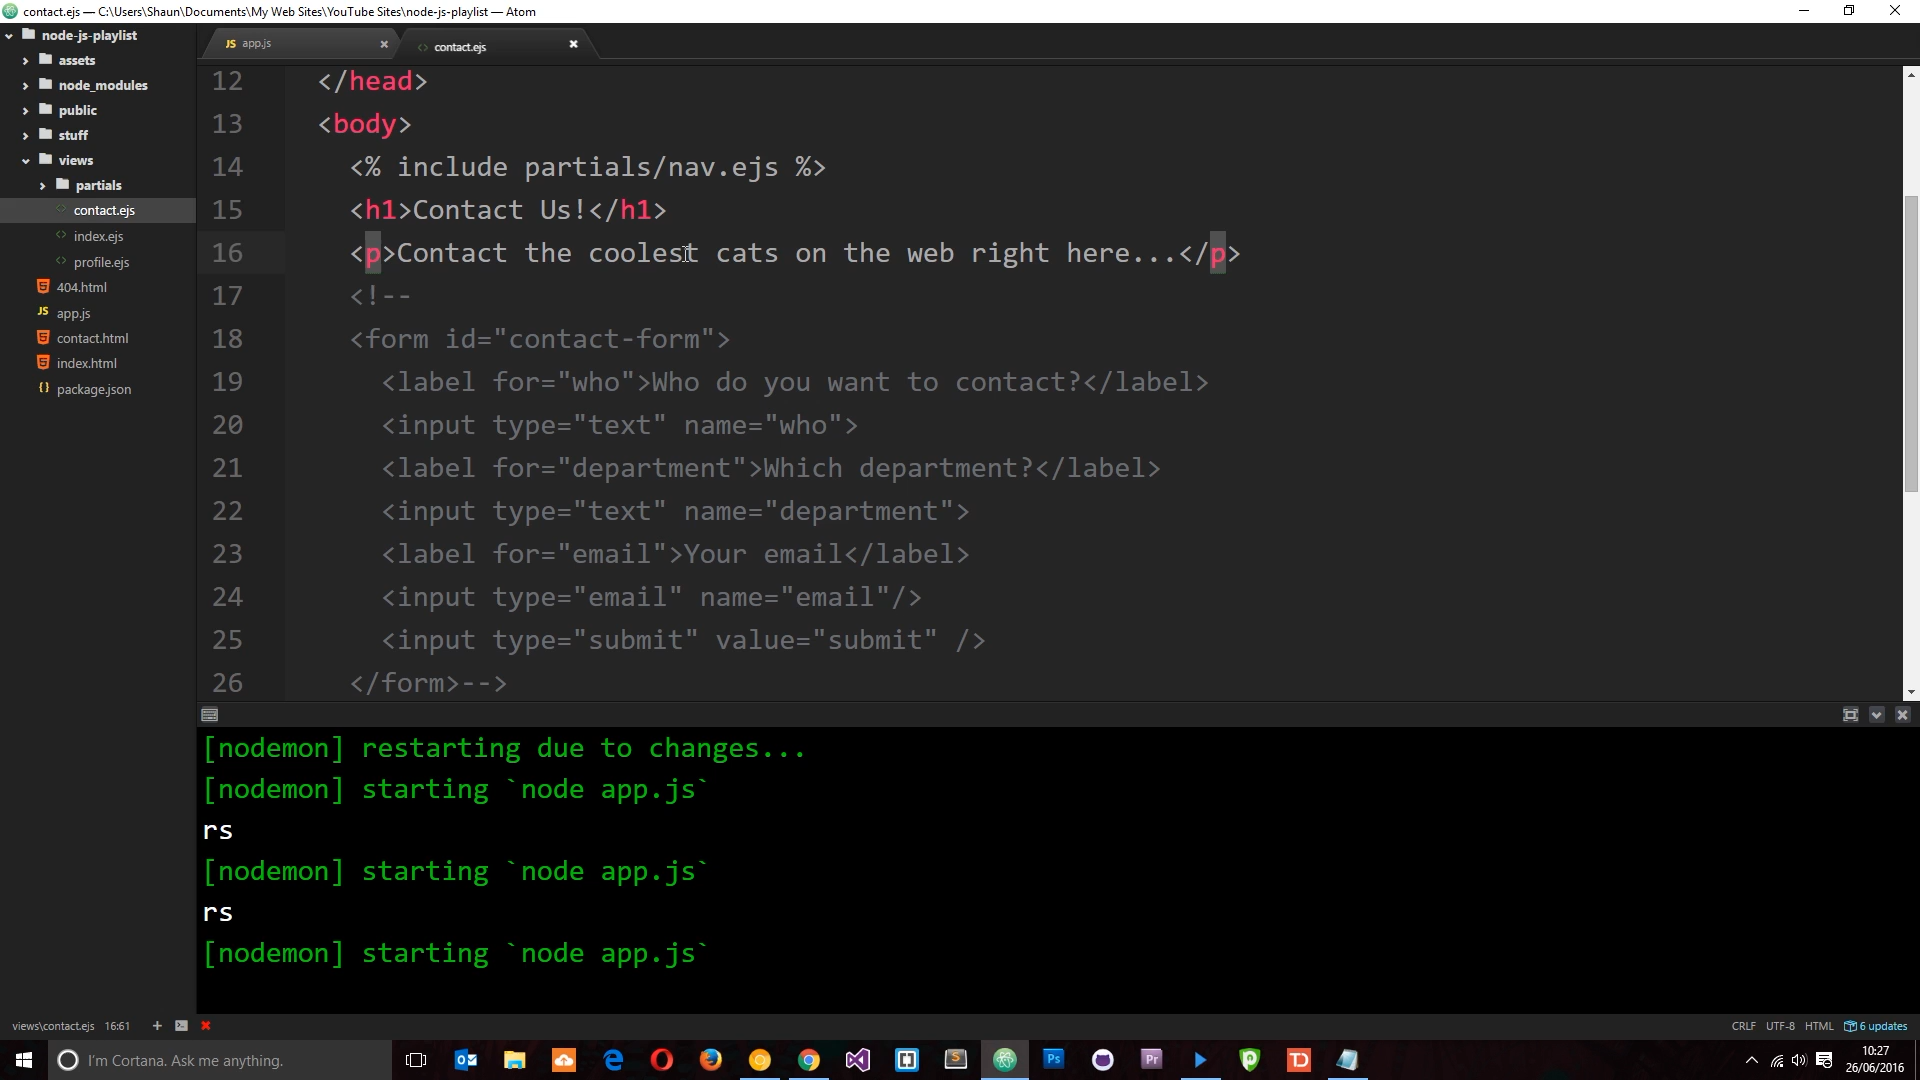 contact.ejs — C:\Users\Shaun\Documents\My Web Sites\YouTube Sites\node-js-playlist — Atom
node-js-playlist
assets
node_modules
public
stuff
views
partials
contact.ejs
index.ejs
profile.ejs
404.html
JS app.js
contact.html
index.html
{} package.json
JS app.js
contact.ejs
12 </head>
13 <body>
14 <% include partials/nav.ejs %>
15 <h1>Contact Us!</h1>
16 <p>Contact the coolest cats on the web right here...</p>
17 <!--
18 <form id="contact-form">
19 <label for="who">Who do you want to contact?</label>
20 <input type="text" name="who">
21 <label for="department">Which department?</label>
22 <input type="text" name="department">
23 <label for="email">Your email</label>
24 <input type="email" name="email"/>
25 <input type="submit" value="submit" />
26 </form>-->
[nodemon] restarting due to changes...
[nodemon] starting `node app.js`
rs
[nodemon] starting `node app.js`
rs
[nodemon] starting `node app.js`
views\contact.ejs 16:61
CRLF UTF-8 HTML 6 updates
I'm Cortana. Ask me anything.
Ps
Pr
TD
10:27
26/06/2016